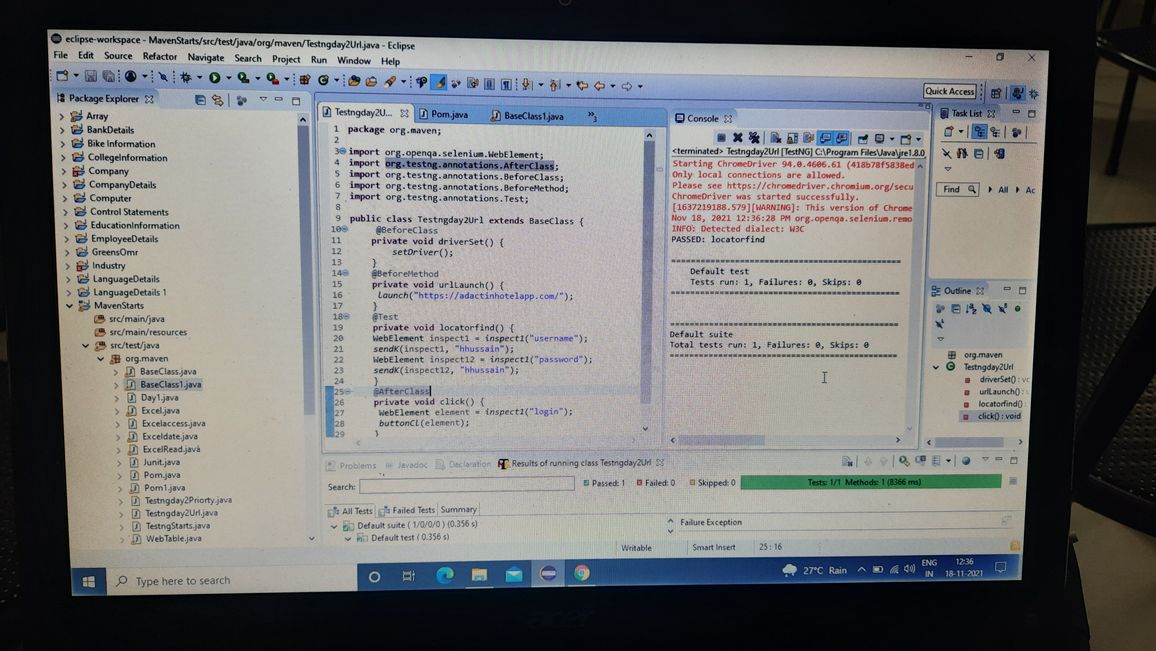 eclipse-workspace - MavenStarts/src/test/java/org/maven/Testngday2Url.java - Eclipse
File Edit Source Refactor Navigate Search Project Run Window Help
Quick Access
Package Explorer
Array
BankDetails
Bike Information
CollegeInformation
Company
CompanyDetails
Computer
Control Statements
EducationInformation
EmployeeDetails
GreensOmr
Industry
LanguageDetails
LanguageDetails 1
MavenStarts
src/main/java
src/main/resources
src/test/java
org.maven
BaseClass.java
BaseClass1.java
Day1.java
Excel.java
Excelaccess.java
Exceldate.java
ExcelRead.java
Junit.java
Pom.java
Pom1.java
Testngday2Priorty.java
Testngday2Url.java
TestngStarts.java
WebTable.java
Testngday2U... Pom.java BaseClass1.java
1 package org.maven;
2
3 import org.openqa.selenium.WebElement;
4 import org.testng.annotations.AfterClass;
5 import org.testng.annotations.BeforeClass;
6 import org.testng.annotations.BeforeMethod;
7 import org.testng.annotations.Test;
8
9 public class Testngday2Url extends BaseClass {
10 @BeforeClass
11 private void driverSet() {
12 setDriver();
13 }
14 @BeforeMethod
15 private void urlLaunch() {
16 launch("https://adactinhotelapp.com/");
17 }
18 @Test
19 private void locatorfind() {
20 WebElement inspect1 = inspect1("username");
21 sendK(inspect1, "hhussain");
22 WebElement inspect12 = inspect1("password");
23 sendK(inspect12, "hhussain");
24 }
25 @AfterClass
26 private void click() {
27 WebElement element = inspect1("login");
28 buttonCl(element);
29 }
Console
<terminated> Testngday2Url [TestNG] C:\Program Files\Java\jre1.8.0
Starting ChromeDriver 94.0.4606.61 (418b78f5838ed
Only local connections are allowed.
Please see https://chromedriver.chromium.org/secu
ChromeDriver was started successfully.
[1637219188.579][WARNING]: This version of Chrome
Nov 18, 2021 12:36:28 PM org.openqa.selenium.remo
INFO: Detected dialect: W3C
PASSED: locatorfind
===============================================
Default test
Tests run: 1, Failures: 0, Skips: 0
===============================================
===============================================
Default suite
Total tests run: 1, Failures: 0, Skips: 0
===============================================
Task List
Find All Ac
Outline
org.maven
Testngday2Url
driverSet() : vo
urlLaunch() :
locatorfind() :
click() : void
Problems Javadoc Declaration Results of running class Testngday2Url
Search: Passed: 1 Failed: 0 Skipped: 0 Tests: 1/1 Methods: 1 (8366 ms)
All Tests Failed Tests Summary
Default suite ( 1/0/0/0 ) (0.356 s)
Default test ( 0.356 s)
Failure Exception
Writable Smart Insert 25 : 16
Type here to search
27°C Rain
ENG
IN
12:36
18-11-2021
acer